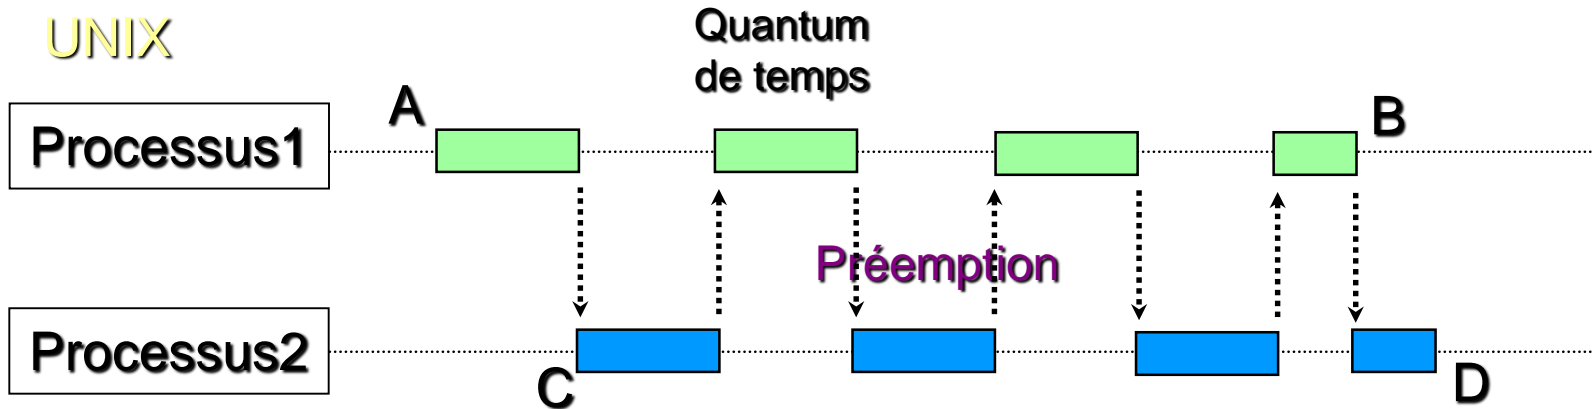 UNIX
Quantum
de temps
A
B
Processus1
Préemption
Processus2
C
D